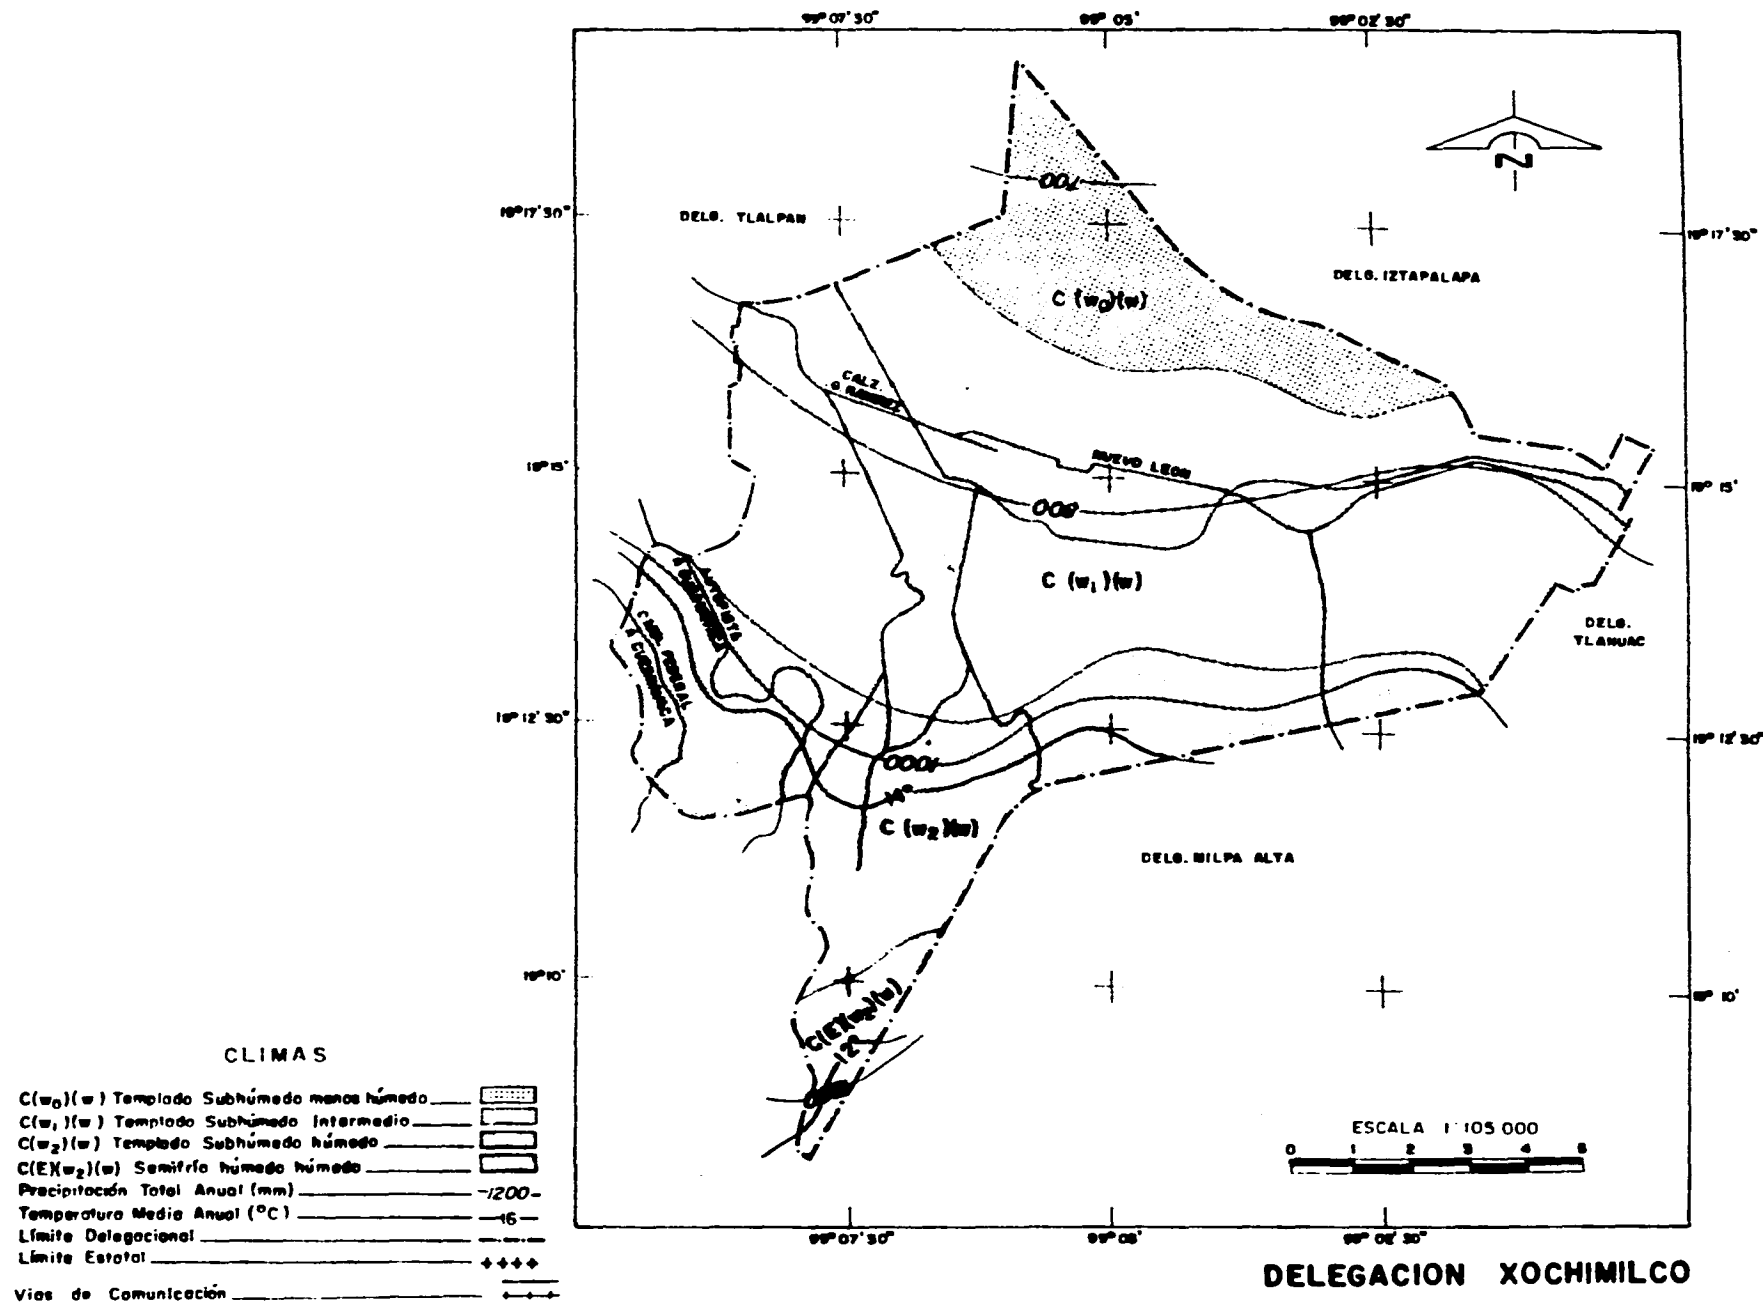 99°07'30" 99°05' 99°02'30"
700
19°17'30" DELG. TLALPAN 19°17'30"
DELG. IZTAPALAPA
C (w₀)(w)
CALZ.
NUEVO LEON
19°15' 19°15'
800
C (w₁)(w)
AUTOPISTA
A CUERNAVACA
FEDERAL
A CUERNAVACA
DELG.
TLAHUAC
19°12'30" 19°12'30"
1000
14°
C (w₂)(w)
DELG. MILPA ALTA
19°10' 19°10'
C(E)(w₂)(w)
12°
CLIMAS
C(w₀)(w) Templado Subhúmedo menos húmedo
C(w₁)(w) Templado Subhúmedo Intermedio
C(w₂)(w) Templado Subhúmedo húmedo
C(E)(w₂)(w) Semifrío húmedo húmedo
Precipitación Total Anual (mm) -1200-
Temperatura Media Anual (°C) -16-
Límite Delegacional
Límite Estatal
Vías de Comunicación
ESCALA 1:105 000
0 1 2 3 4 5
99°07'30" 99°05' 99°02'30"
N
DELEGACION XOCHIMILCO